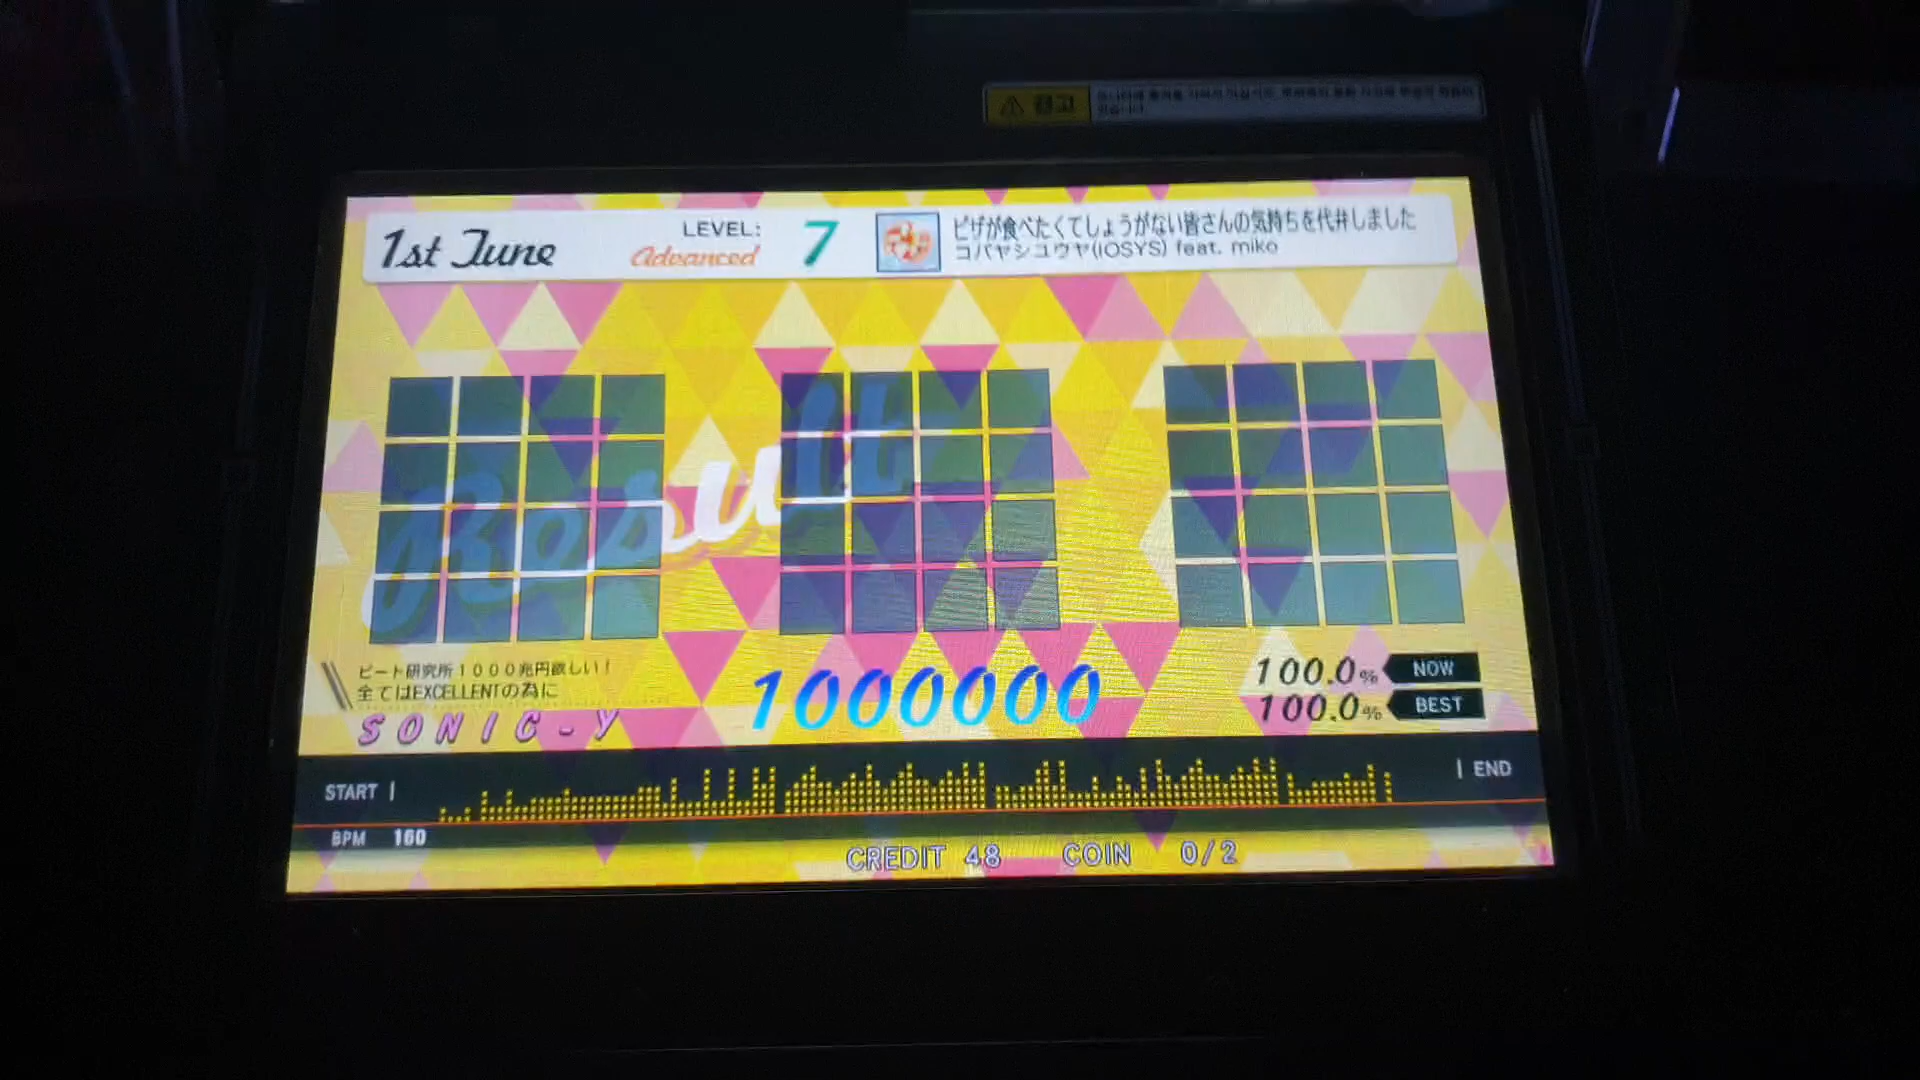 경고
1st June
LEVEL:
Advanced
7
ピザが食べたくてしょうがない皆さんの気持ちを代弁しました
コバヤシユウヤ(IOSYS) feat. miko
Result
ビート研究所1000兆円欲しい!
全てはEXCELLENTの為に
SONIC-Y
1000000
100.0% NOW
100.0% BEST
START
END
BPM 160
CREDIT 48 COIN 0/2